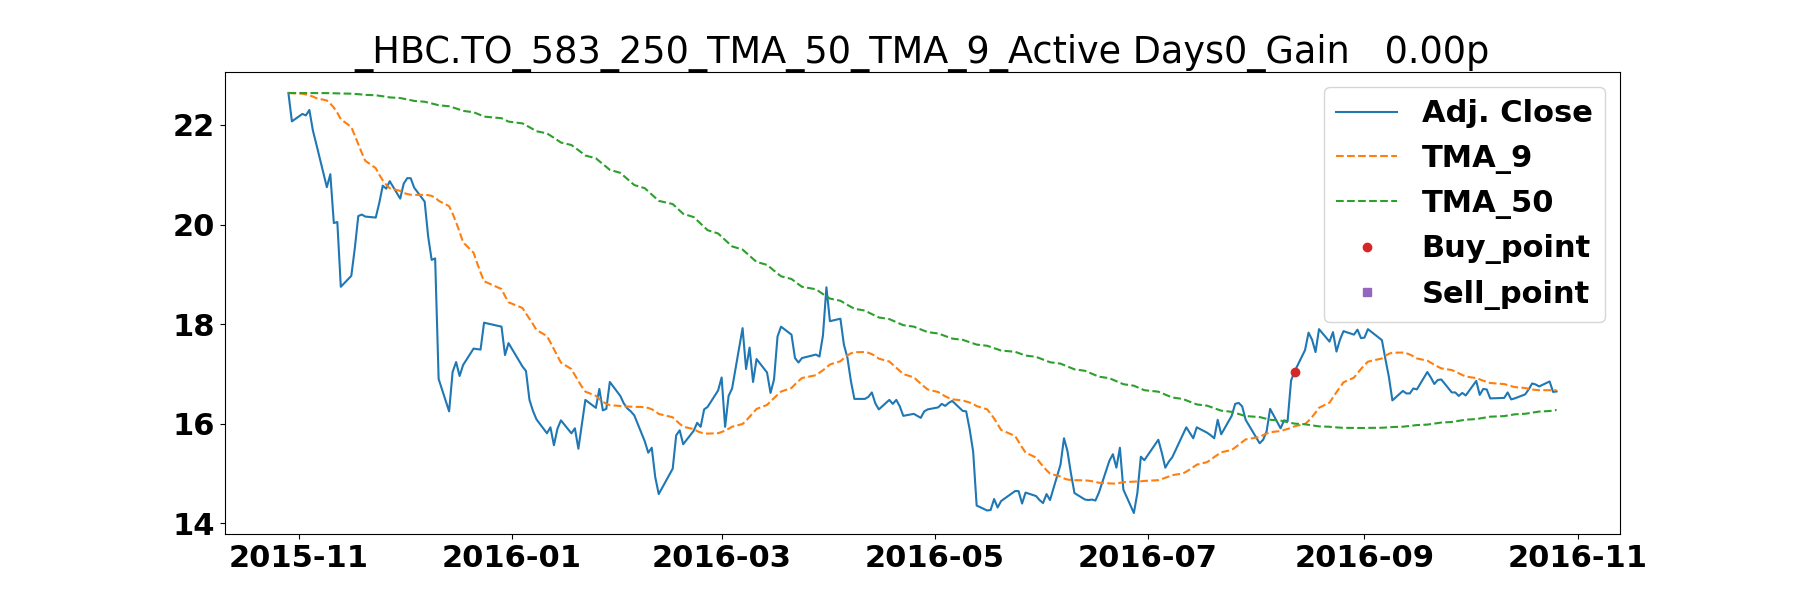 _HBC.TO_583_250_TMA_50_TMA_9_Active Days0_Gain   0.00p
22
20
18
16
14
Adj. Close
TMA_9
TMA_50
Buy_point
Sell_point
2015-11 2016-01 2016-03 2016-05 2016-07 2016-09 2016-11